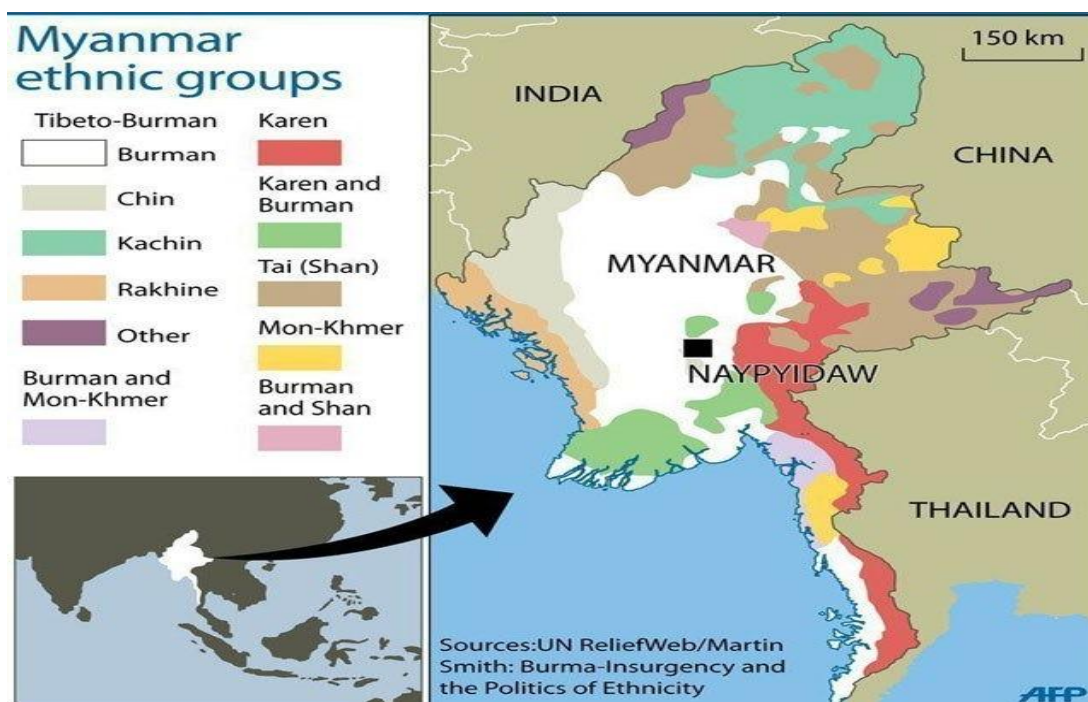 Myanmar
ethnic groups
Tibeto-Burman
Burman
Chin
Kachin
Rakhine
Other
Burman and
Mon-Khmer
Karen
Karen and
Burman
Tai (Shan)
Mon-Khmer
Burman
and Shan
150 km
INDIA
CHINA
MYANMAR
NAYPYIDAW
THAILAND
Sources:UN ReliefWeb/Martin
Smith: Burma-Insurgency and
the Politics of Ethnicity
AFP